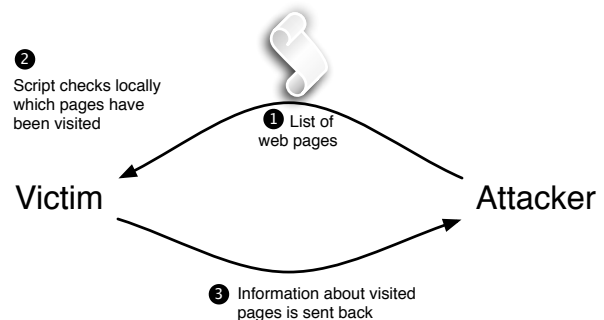 2
Script checks locally
which pages have
been visited
1 List of
web pages
Victim
Attacker
3 Information about visited
pages is sent back